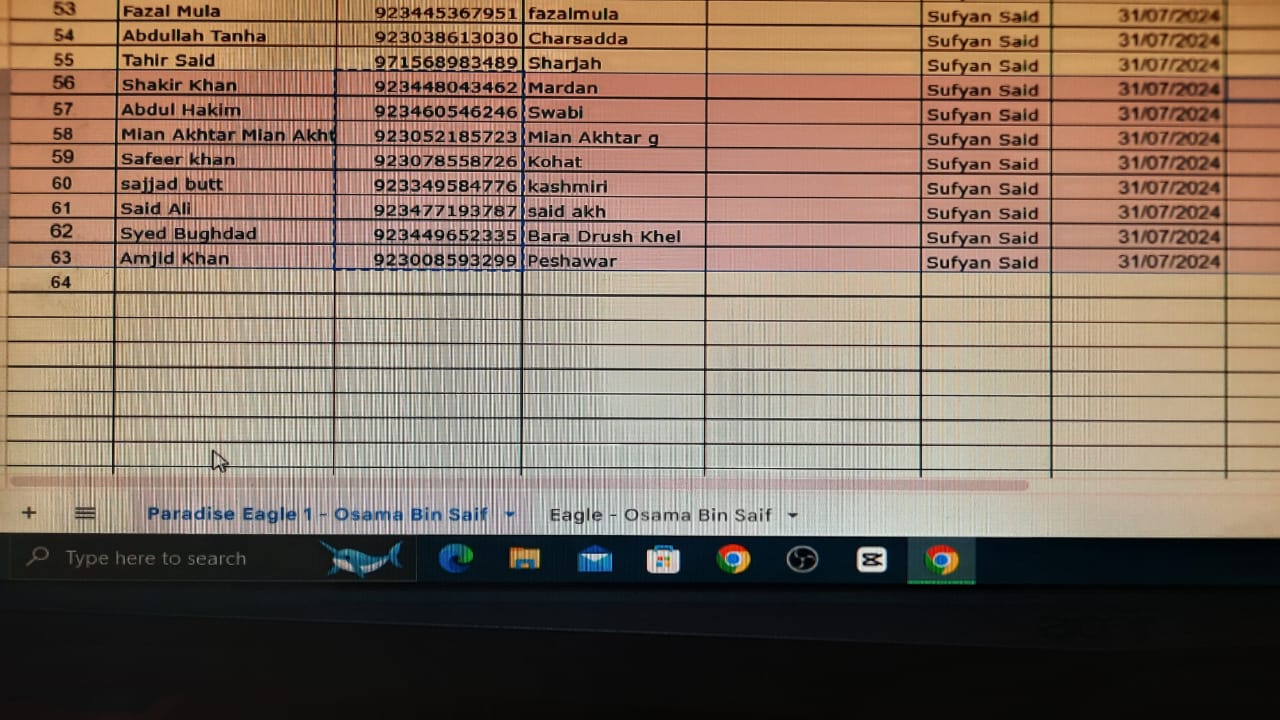 53 Fazal Mula 923445367951 fazalmula Sufyan Said 31/07/2024
54 Abdullah Tanha 923038613030 Charsadda Sufyan Said 31/07/2024
55 Tahir Said 971568983489 Sharjah Sufyan Said 31/07/2024
56 Shakir Khan 923448043462 Mardan Sufyan Said 31/07/2024
57 Abdul Hakim 923460546246 Swabi Sufyan Said 31/07/2024
58 Mian Akhtar Mian Akht 923052185723 Mian Akhtar g Sufyan Said 31/07/2024
59 Safeer khan 923078558726 Kohat Sufyan Said 31/07/2024
60 sajjad butt 923349584776 kashmiri Sufyan Said 31/07/2024
61 Said Ali 923477193787 said akh Sufyan Said 31/07/2024
62 Syed Bughdad 923449652335 Bara Drush Khel Sufyan Said 31/07/2024
63 Amjid Khan 923008593299 Peshawar Sufyan Said 31/07/2024
64
Paradise Eagle 1 - Osama Bin Saif Eagle - Osama Bin Saif
Type here to search